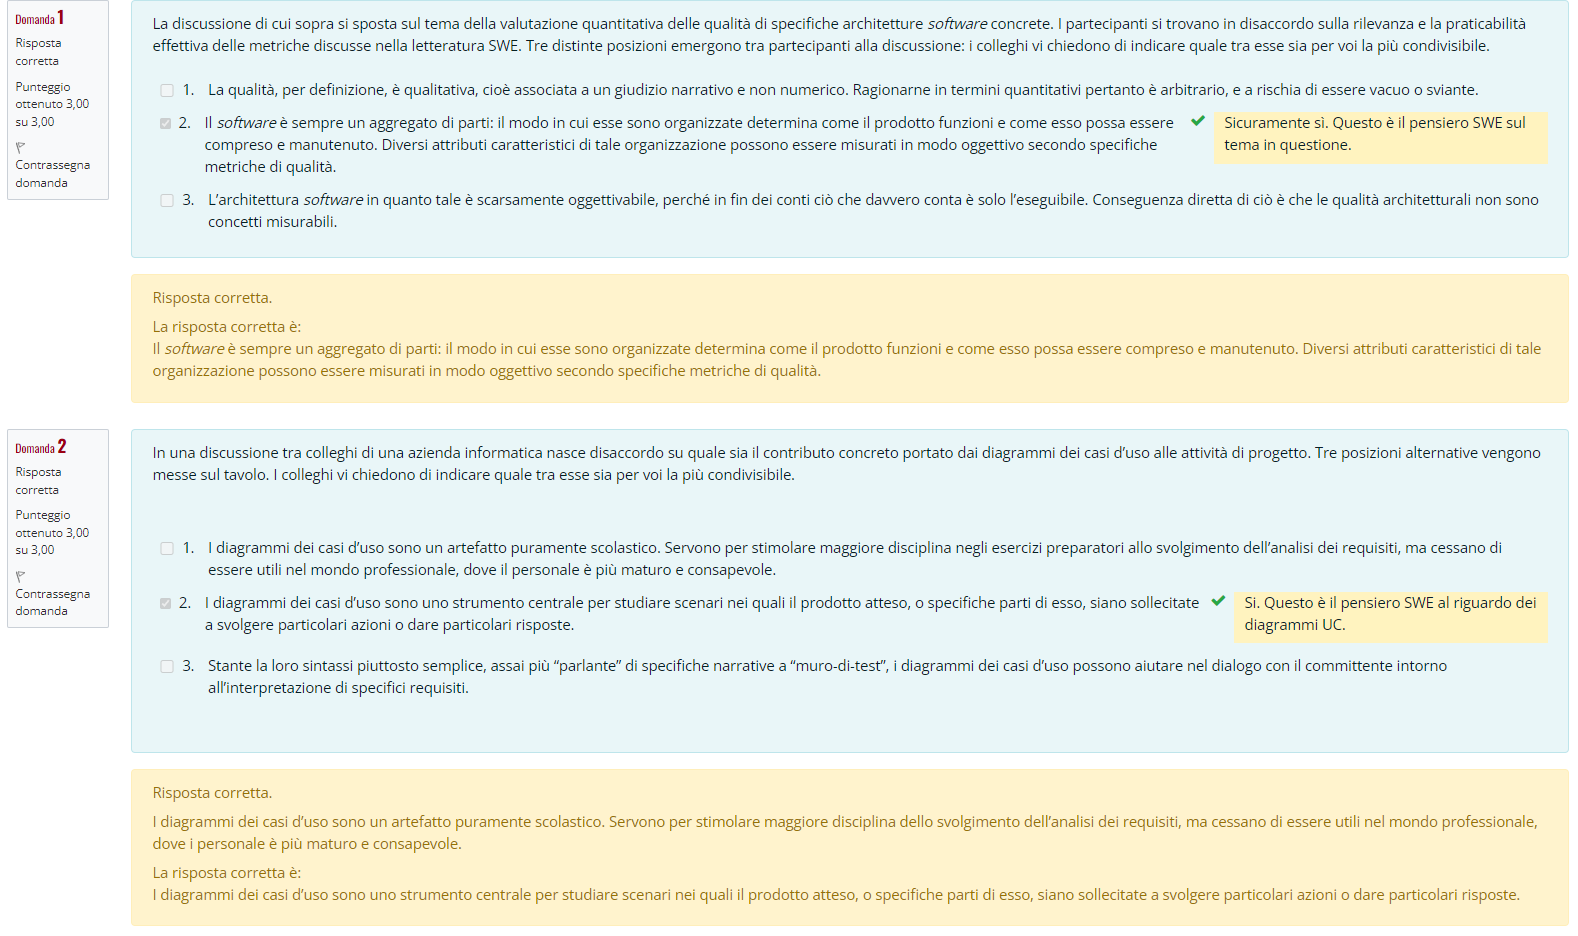 Domanda 1
Risposta
corretta
Punteggio
ottenuto 3,00
su 3,00
Contrassegna
domanda
La discussione di cui sopra si sposta sul tema della valutazione quantitativa delle qualità di specifiche architetture software concrete. I partecipanti si trovano in disaccordo sulla rilevanza e la praticabilità
effettiva delle metriche discusse nella letteratura SWE. Tre distinte posizioni emergono tra partecipanti alla discussione: i colleghi vi chiedono di indicare quale tra esse sia per voi la più condivisibile.
1. La qualità, per definizione, è qualitativa, cioè associata a un giudizio narrativo e non numerico. Ragionarne in termini quantitativi pertanto è arbitrario, e a rischia di essere vacuo o sviante.
2. Il software è sempre un aggregato di parti: il modo in cui esse sono organizzate determina come il prodotto funzioni e come esso possa essere
compreso e manutenuto. Diversi attributi caratteristici di tale organizzazione possono essere misurati in modo oggettivo secondo specifiche
metriche di qualità.
Sicuramente sì. Questo è il pensiero SWE sul
tema in questione.
3. L'architettura software in quanto tale è scarsamente oggettivabile, perché in fin dei conti ciò che davvero conta è solo l'eseguibile. Conseguenza diretta di ciò è che le qualità architetturali non sono
concetti misurabili.
Risposta corretta.
La risposta corretta è:
Il software è sempre un aggregato di parti: il modo in cui esse sono organizzate determina come il prodotto funzioni e come esso possa essere compreso e manutenuto. Diversi attributi caratteristici di tale
organizzazione possono essere misurati in modo oggettivo secondo specifiche metriche di qualità.
Domanda 2
Risposta
corretta
Punteggio
ottenuto 3,00
su 3,00
Contrassegna
domanda
In una discussione tra colleghi di una azienda informatica nasce disaccordo su quale sia il contributo concreto portato dai diagrammi dei casi d'uso alle attività di progetto. Tre posizioni alternative vengono
messe sul tavolo. I colleghi vi chiedono di indicare quale tra esse sia per voi la più condivisibile.
1. I diagrammi dei casi d'uso sono un artefatto puramente scolastico. Servono per stimolare maggiore disciplina negli esercizi preparatori allo svolgimento dell'analisi dei requisiti, ma cessano di
essere utili nel mondo professionale, dove il personale è più maturo e consapevole.
2. I diagrammi dei casi d'uso sono uno strumento centrale per studiare scenari nei quali il prodotto atteso, o specifiche parti di esso, siano sollecitate
a svolgere particolari azioni o dare particolari risposte.
Si. Questo è il pensiero SWE al riguardo dei
diagrammi UC.
3. Stante la loro sintassi piuttosto semplice, assai più “parlante” di specifiche narrative a “muro-di-test”, i diagrammi dei casi d'uso possono aiutare nel dialogo con il committente intorno
all'interpretazione di specifici requisiti.
Risposta corretta.
I diagrammi dei casi d'uso sono un artefatto puramente scolastico. Servono per stimolare maggiore disciplina dello svolgimento dell'analisi dei requisiti, ma cessano di essere utili nel mondo professionale,
dove i personale è più maturo e consapevole.
La risposta corretta è:
I diagrammi dei casi d'uso sono uno strumento centrale per studiare scenari nei quali il prodotto atteso, o specifiche parti di esso, siano sollecitate a svolgere particolari azioni o dare particolari risposte.